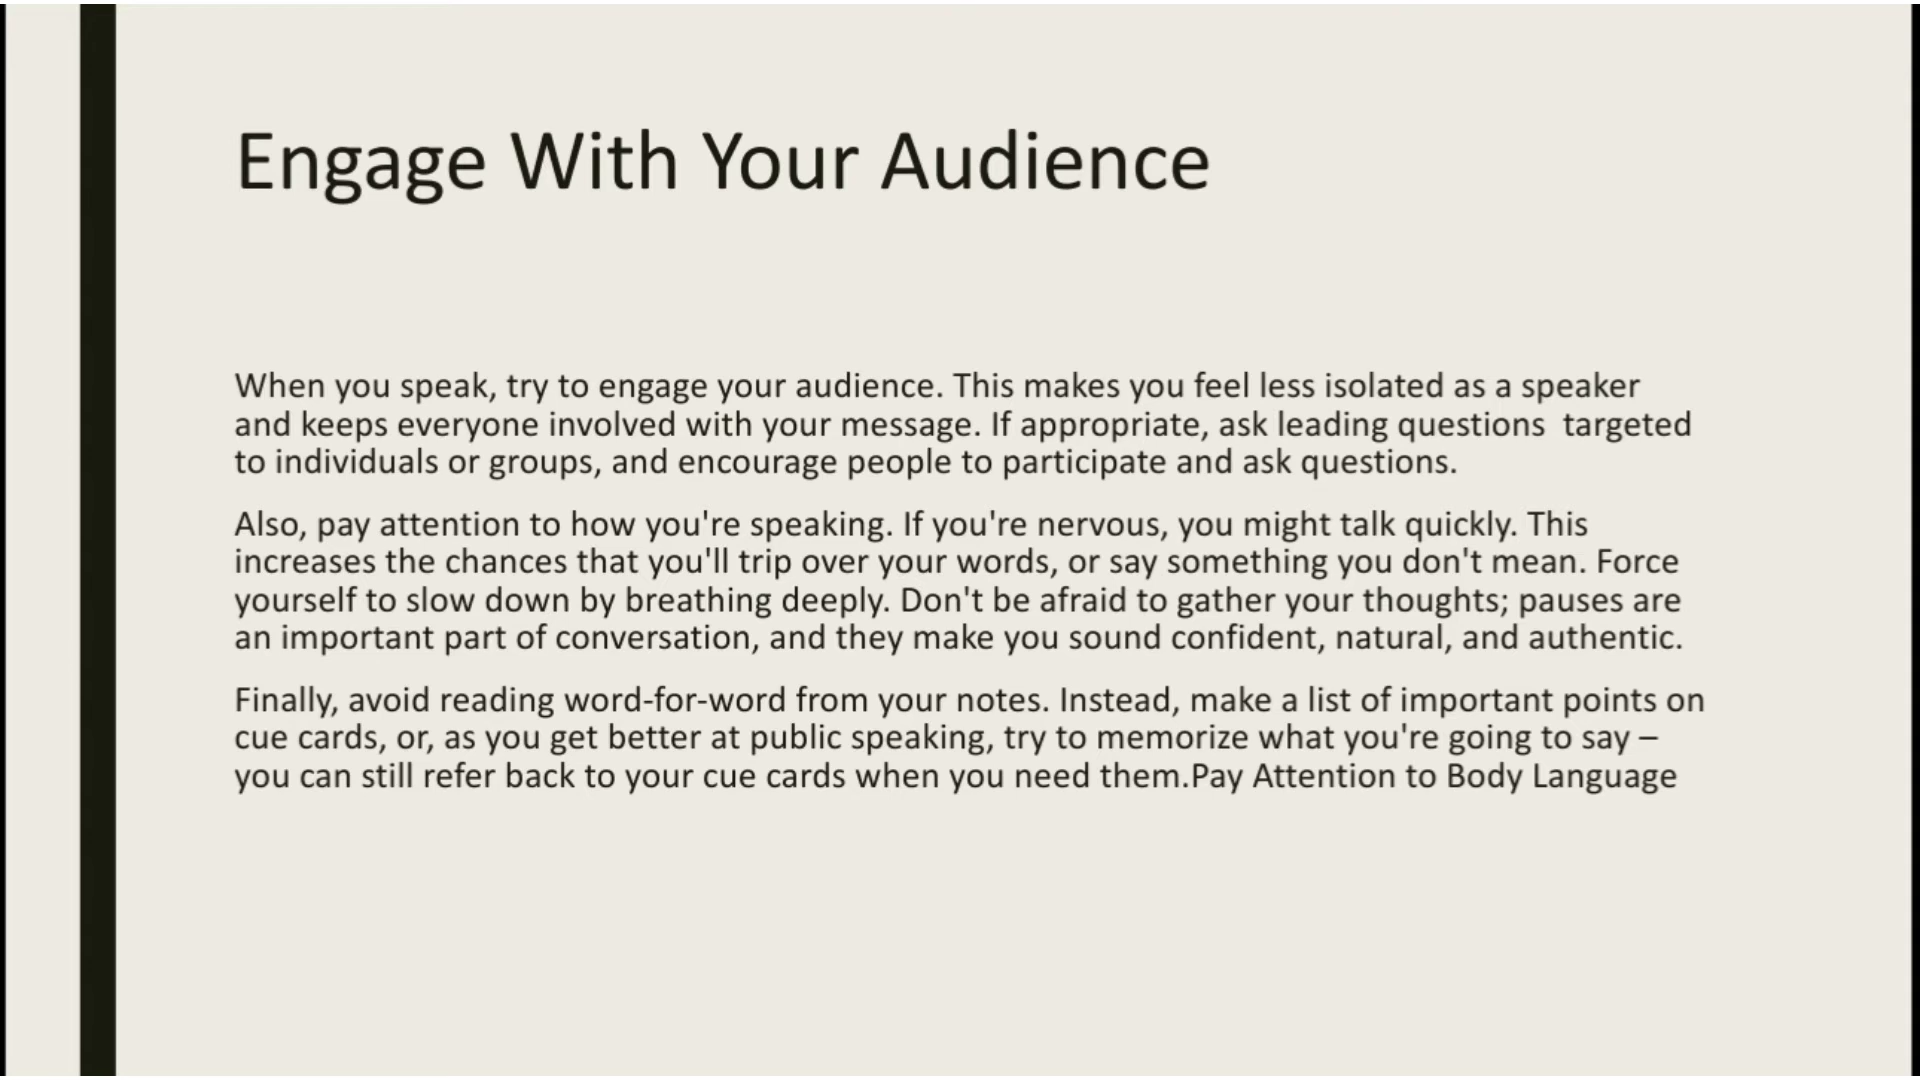 Engage With Your Audience
When you speak, try to engage your audience. This makes you feel less isolated as a speaker
and keeps everyone involved with your message. If appropriate, ask leading questions  targeted
to individuals or groups, and encourage people to participate and ask questions.
Also, pay attention to how you're speaking. If you're nervous, you might talk quickly. This
increases the chances that you'll trip over your words, or say something you don't mean. Force
yourself to slow down by breathing deeply. Don't be afraid to gather your thoughts; pauses are
an important part of conversation, and they make you sound confident, natural, and authentic.
Finally, avoid reading word-for-word from your notes. Instead, make a list of important points on
cue cards, or, as you get better at public speaking, try to memorize what you're going to say –
you can still refer back to your cue cards when you need them.Pay Attention to Body Language